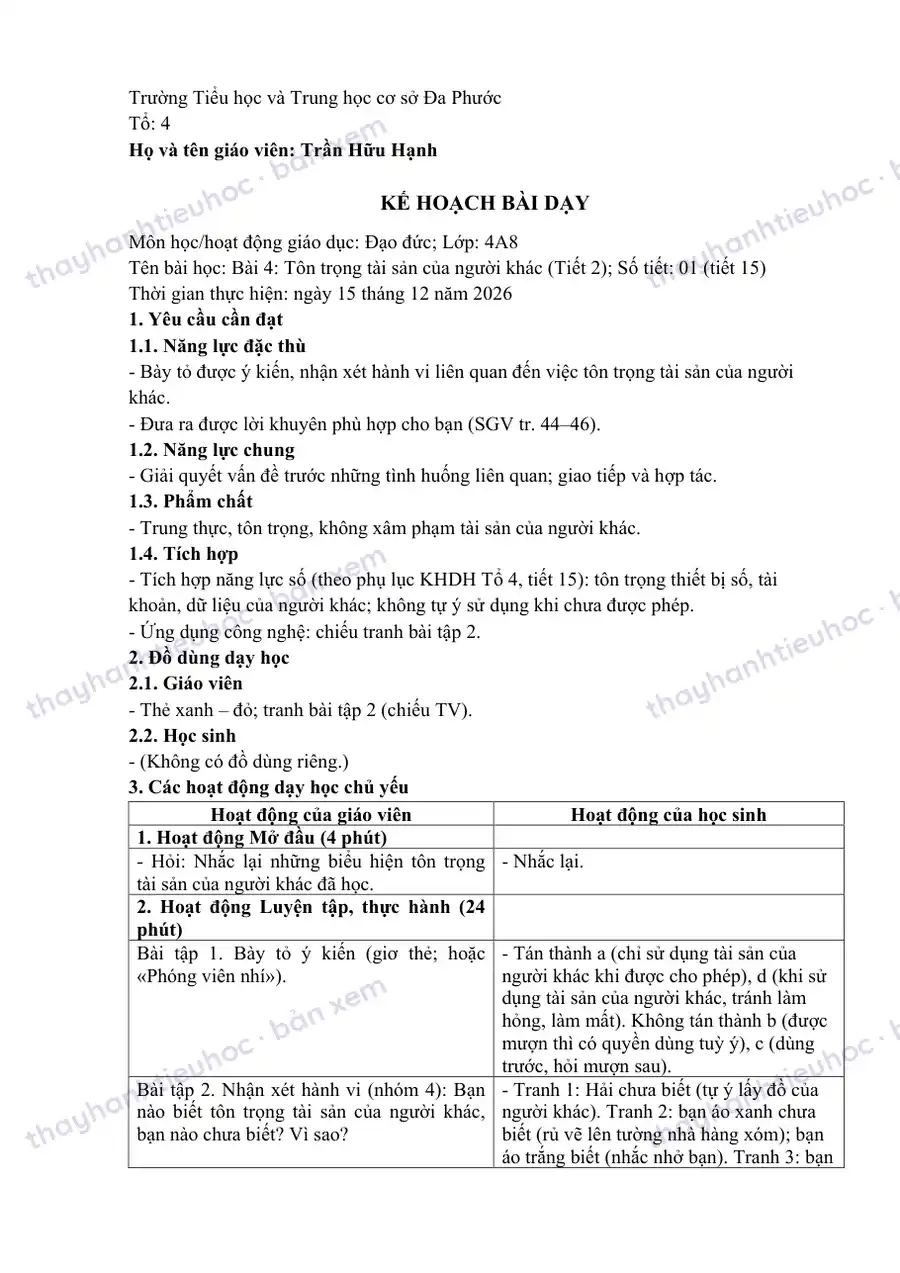 Trường Tiểu học và Trung học cơ sở Đa Phước
Tổ: 4
Họ và tên giáo viên: Trần Hữu Hạnh
KẾ HOẠCH BÀI DẠY
Môn học/hoạt động giáo dục: Đạo đức; Lớp: 4A8
Tên bài học: Bài 4: Tôn trọng tài sản của người khác (Tiết 2); Số tiết: 01 (tiết 15)
Thời gian thực hiện: ngày 15 tháng 12 năm 2026
1. Yêu cầu cần đạt
1.1. Năng lực đặc thù
- Bày tỏ được ý kiến, nhận xét hành vi liên quan đến việc tôn trọng tài sản của người
khác.
- Đưa ra được lời khuyên phù hợp cho bạn (SGV tr. 44–46).
1.2. Năng lực chung
- Giải quyết vấn đề trước những tình huống liên quan; giao tiếp và hợp tác.
1.3. Phẩm chất
- Trung thực, tôn trọng, không xâm phạm tài sản của người khác.
1.4. Tích hợp
- Tích hợp năng lực số (theo phụ lục KHDH Tổ 4, tiết 15): tôn trọng thiết bị số, tài
khoản, dữ liệu của người khác; không tự ý sử dụng khi chưa được phép.
- Ứng dụng công nghệ: chiếu tranh bài tập 2.
2. Đồ dùng dạy học
2.1. Giáo viên
- Thẻ xanh – đỏ; tranh bài tập 2 (chiếu TV).
2.2. Học sinh
- (Không có đồ dùng riêng.)
3. Các hoạt động dạy học chủ yếu
Hoạt động của giáo viên
Hoạt động của học sinh
1. Hoạt động Mở đầu (4 phút)
- Hỏi: Nhắc lại những biểu hiện tôn trọng
tài sản của người khác đã học.
- Nhắc lại.
2. Hoạt động Luyện tập, thực hành (24
phút)
Bài tập 1. Bày tỏ ý kiến (giơ thẻ; hoặc
«Phóng viên nhí»).
- Tán thành a (chỉ sử dụng tài sản của
người khác khi được cho phép), d (khi sử
dụng tài sản của người khác, tránh làm
hỏng, làm mất). Không tán thành b (được
mượn thì có quyền dùng tuỳ ý), c (dùng
trước, hỏi mượn sau).
Bài tập 2. Nhận xét hành vi (nhóm 4): Bạn
nào biết tôn trọng tài sản của người khác,
bạn nào chưa biết? Vì sao?
- Tranh 1: Hải chưa biết (tự ý lấy đồ của
người khác). Tranh 2: bạn áo xanh chưa
biết (rủ vẽ lên tường nhà hàng xóm); bạn
áo trắng biết (nhắc nhở bạn). Tranh 3: bạn
thayhanhtieuhoc · bản xem
thayhanhtieuhoc · b
thayhanhtieuhoc · bản xem
thayhanhtieuhoc · b
thayhanhtieuhoc · bản xem
thayhanhtieuhoc · b